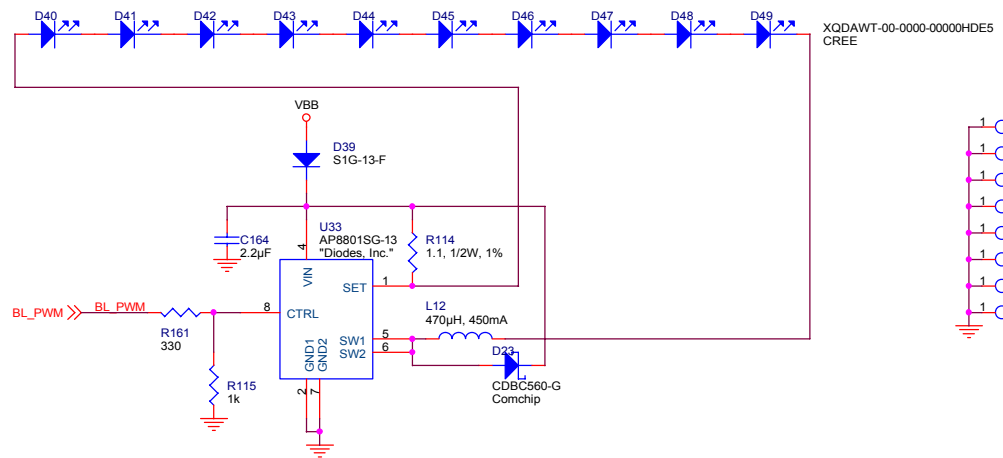 D40 D41 D42 D43 D44 D45 D46 D47 D48 D49
XQDAWT-00-0000-00000HDE5
CREE
VBB
D39
S1G-13-F
U33
AP8801SG-13
"Diodes, Inc."
C164
2.2µF
R114
1.1, 1/2W, 1%
4
VIN
SET
1
BL_PWM
BL_PWM
R161
330
8
CTRL
L12
470µH, 450mA
SW1
5
SW2
6
D23
CDBC560-G
Comchip
GND1
GND2
2
7
R115
1k
1
1
1
1
1
1
1
1